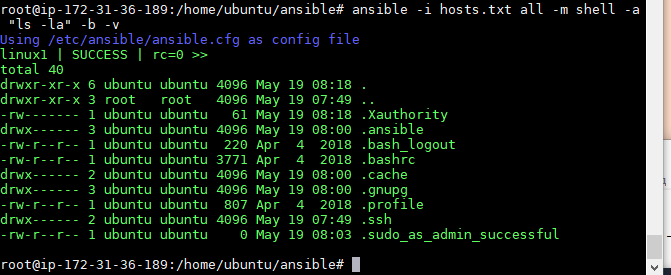 root@ip-172-31-36-189:/home/ubuntu/ansible# ansible -i hosts.txt all -m shell -a
 "ls -la" -b -v
Using /etc/ansible/ansible.cfg as config file
linux1 | SUCCESS | rc=0 >>
total 40
drwxr-xr-x 6 ubuntu ubuntu 4096 May 19 08:18 .
drwxr-xr-x 3 root   root   4096 May 19 07:49 ..
-rw------- 1 ubuntu ubuntu   61 May 19 08:18 .Xauthority
drwx------ 3 ubuntu ubuntu 4096 May 19 08:00 .ansible
-rw-r--r-- 1 ubuntu ubuntu  220 Apr  4  2018 .bash_logout
-rw-r--r-- 1 ubuntu ubuntu 3771 Apr  4  2018 .bashrc
drwx------ 2 ubuntu ubuntu 4096 May 19 08:00 .cache
drwx------ 3 ubuntu ubuntu 4096 May 19 08:00 .gnupg
-rw-r--r-- 1 ubuntu ubuntu  807 Apr  4  2018 .profile
drwx------ 2 ubuntu ubuntu 4096 May 19 07:49 .ssh
-rw-r--r-- 1 ubuntu ubuntu    0 May 19 08:03 .sudo_as_admin_successful
root@ip-172-31-36-189:/home/ubuntu/ansible#